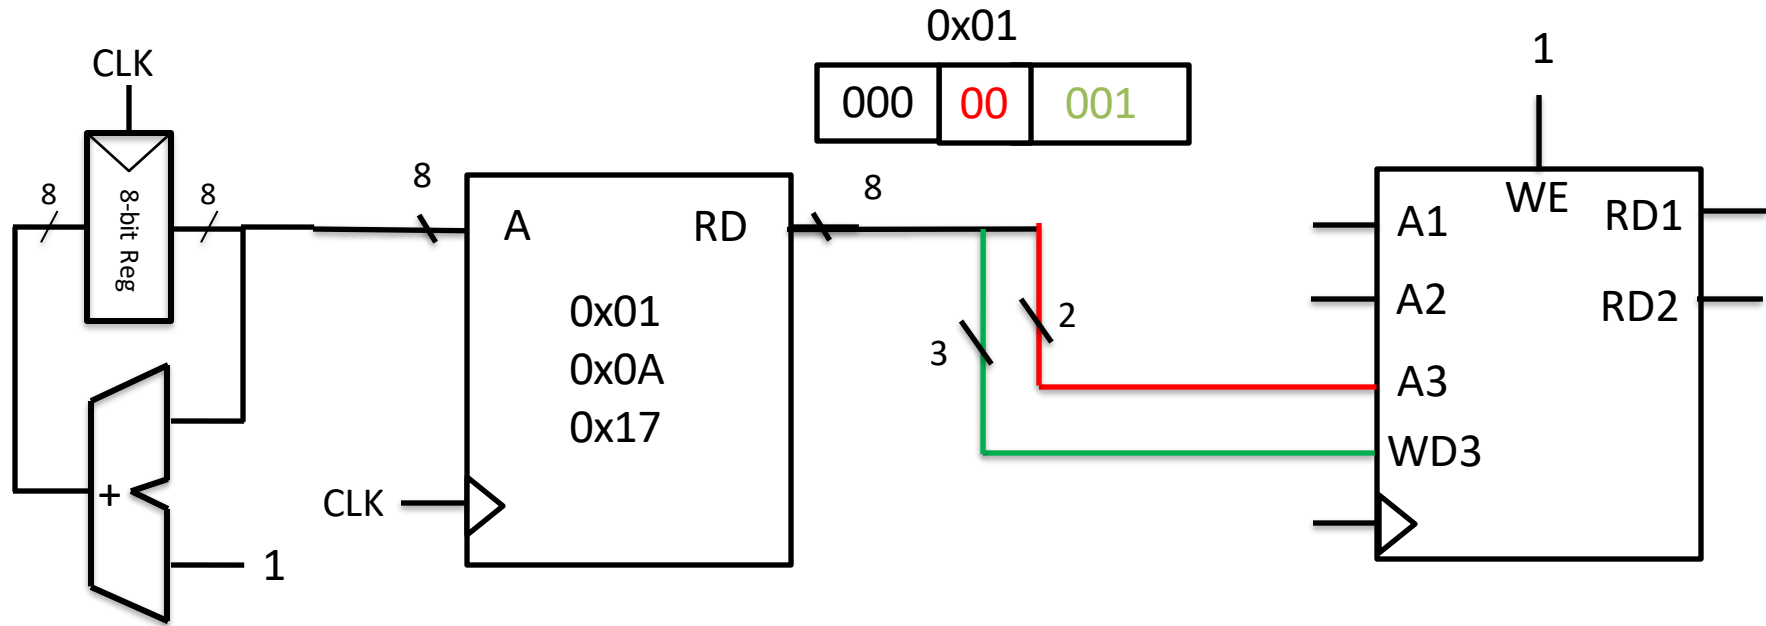 0x01
000 00 001
CLK
8
8
8-bit Reg
+
1
8
A
RD
0x01
0x0A
0x17
CLK
8
3
2
1
WE
A1
RD1
A2
RD2
A3
WD3